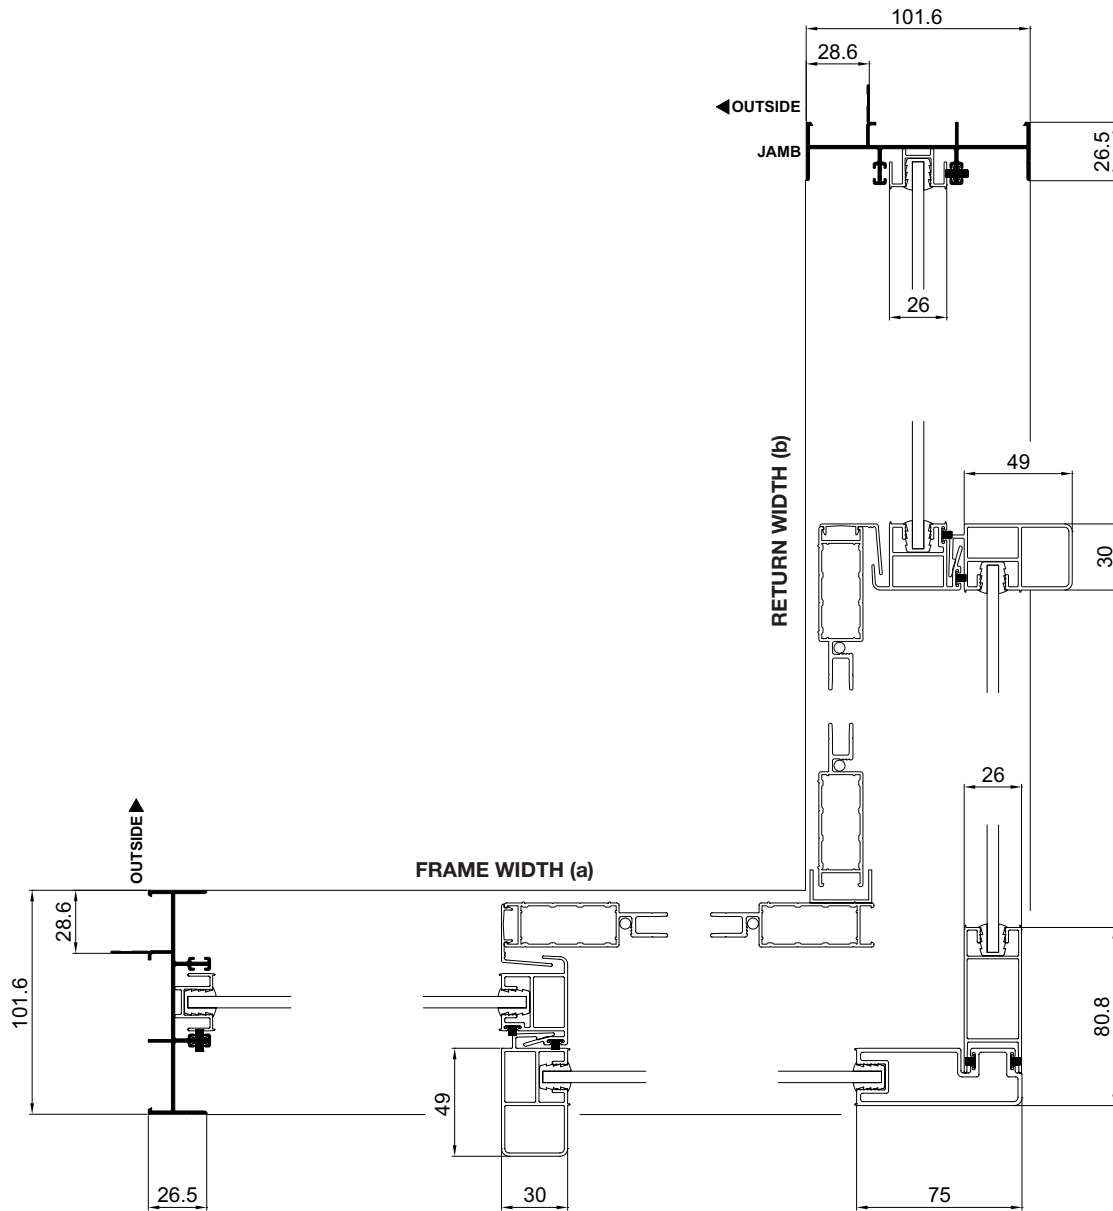 101.6
28.6
OUTSIDE
JAMB
26.5
26
RETURN WIDTH (b)
49
30
26
OUTSIDE
FRAME WIDTH (a)
28.6
101.6
80.8
49
26.5
30
75